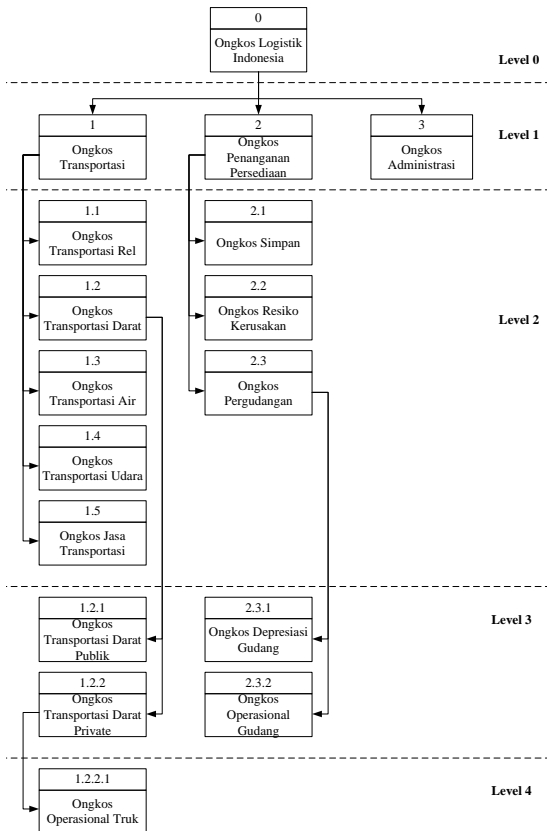 0
Ongkos Logistik
Indonesia
Level 0
1
Ongkos
Transportasi
2
Ongkos
Penanganan
Persediaan
3
Ongkos
Administrasi
Level 1
1.1
Ongkos
Transportasi Rel
2.1
Ongkos Simpan
1.2
Ongkos
Transportasi Darat
2.2
Ongkos Resiko
Kerusakan
Level 2
1.3
Ongkos
Transportasi Air
2.3
Ongkos
Pergudangan
1.4
Ongkos
Transportasi Udara
1.5
Ongkos Jasa
Transportasi
1.2.1
Ongkos
Transportasi Darat
Publik
2.3.1
Ongkos Depresiasi
Gudang
Level 3
1.2.2
Ongkos
Transportasi Darat
Private
2.3.2
Ongkos
Operasional
Gudang
1.2.2.1
Ongkos
Operasional Truk
Level 4